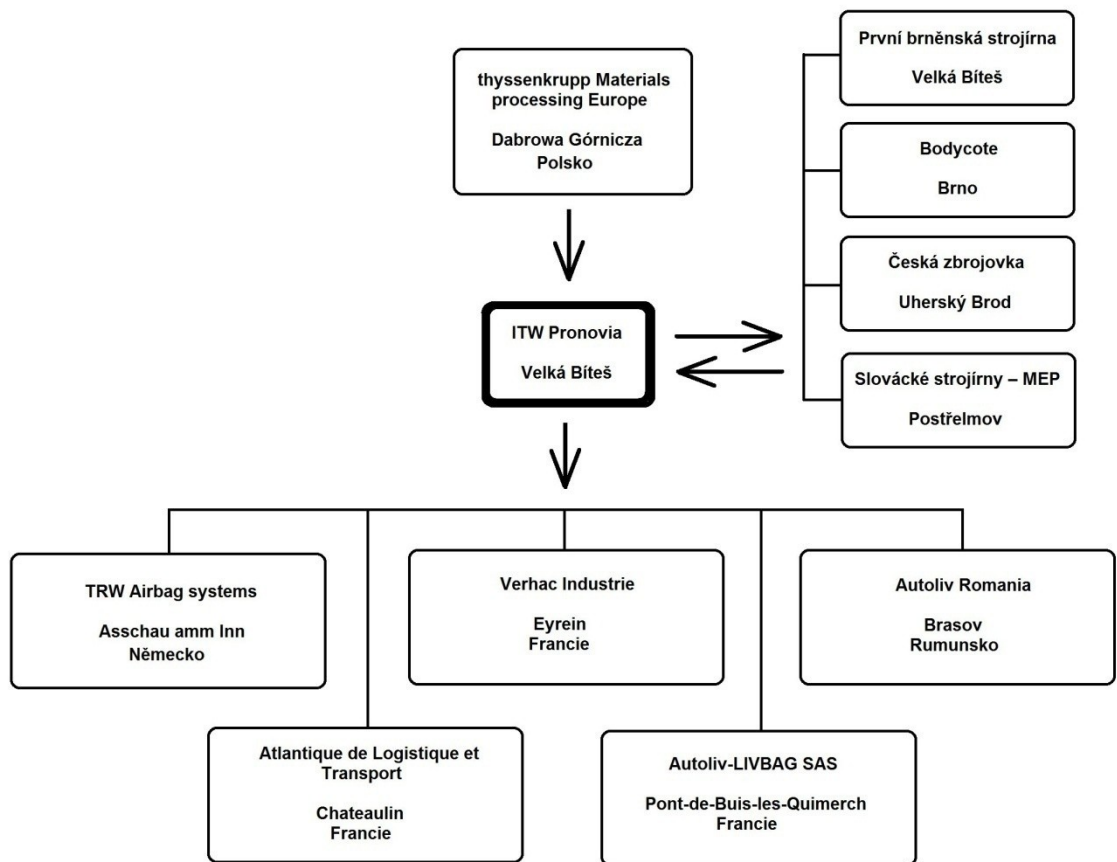 thyssenkrupp Materials
processing Europe
Dabrowa Górnicza
Polsko
První brněnská strojírna
Velká Bíteš
Bodycote
Brno
Česká zbrojovka
Uherský Brod
Slovácké strojírny – MEP
Postřelmov
ITW Pronovia
Velká Bíteš
TRW Airbag systems
Asschau amm Inn
Německo
Verhac Industrie
Eyrein
Francie
Autoliv Romania
Brasov
Rumunsko
Atlantique de Logistique et
Transport
Chateaulin
Francie
Autoliv-LIVBAG SAS
Pont-de-Buis-les-Quimerch
Francie